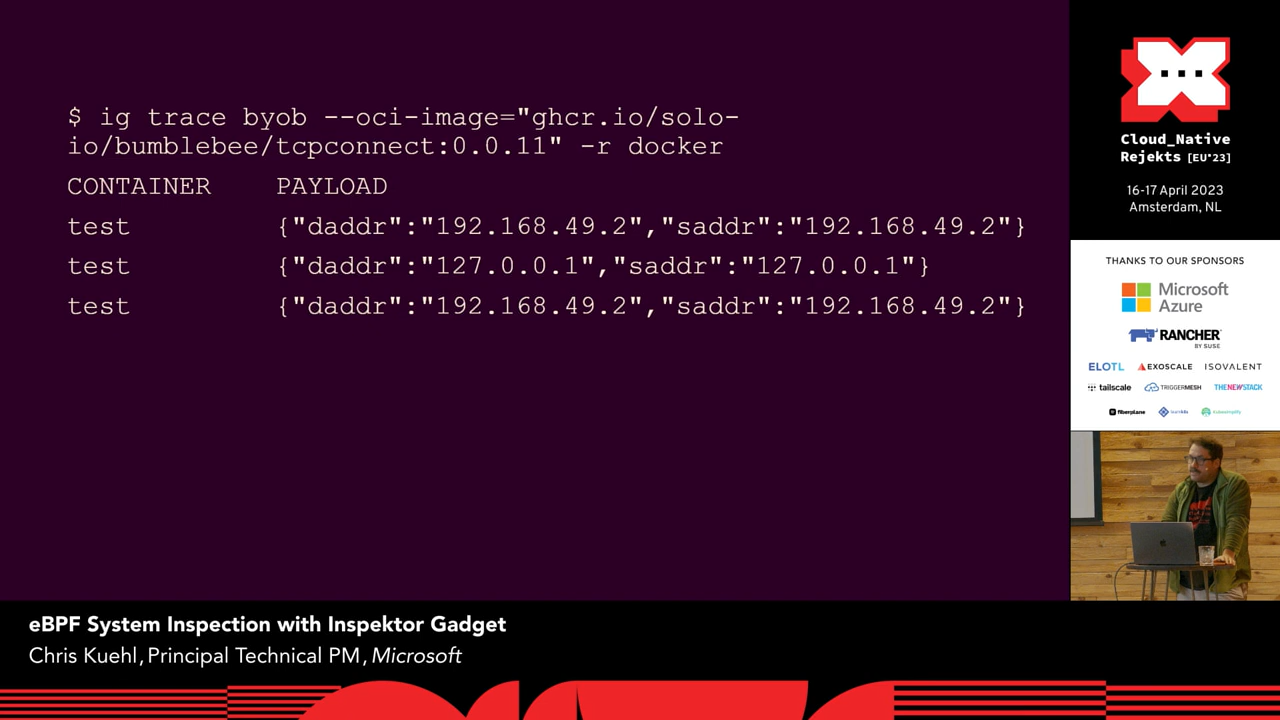 $ ig trace byob --oci-image="ghcr.io/solo-
io/bumblebee/tcpconnect:0.0.11" -r docker
CONTAINER PAYLOAD
test {"daddr":"192.168.49.2","saddr":"192.168.49.2"}
test {"daddr":"127.0.0.1","saddr":"127.0.0.1"}
test {"daddr":"192.168.49.2","saddr":"192.168.49.2"}
Cloud_Native
Rejekts [EU'23]
16-17 April 2023
Amsterdam, NL
THANKS TO OUR SPONSORS
Microsoft
Azure
RANCHER
BY SUSE
ELOTL EXOSCALE ISOVALENT
tailscale TRIGGERMESH THENEWSTACK
fiberplane
eBPF System Inspection with Inspektor Gadget
Chris Kuehl, Principal Technical PM, Microsoft